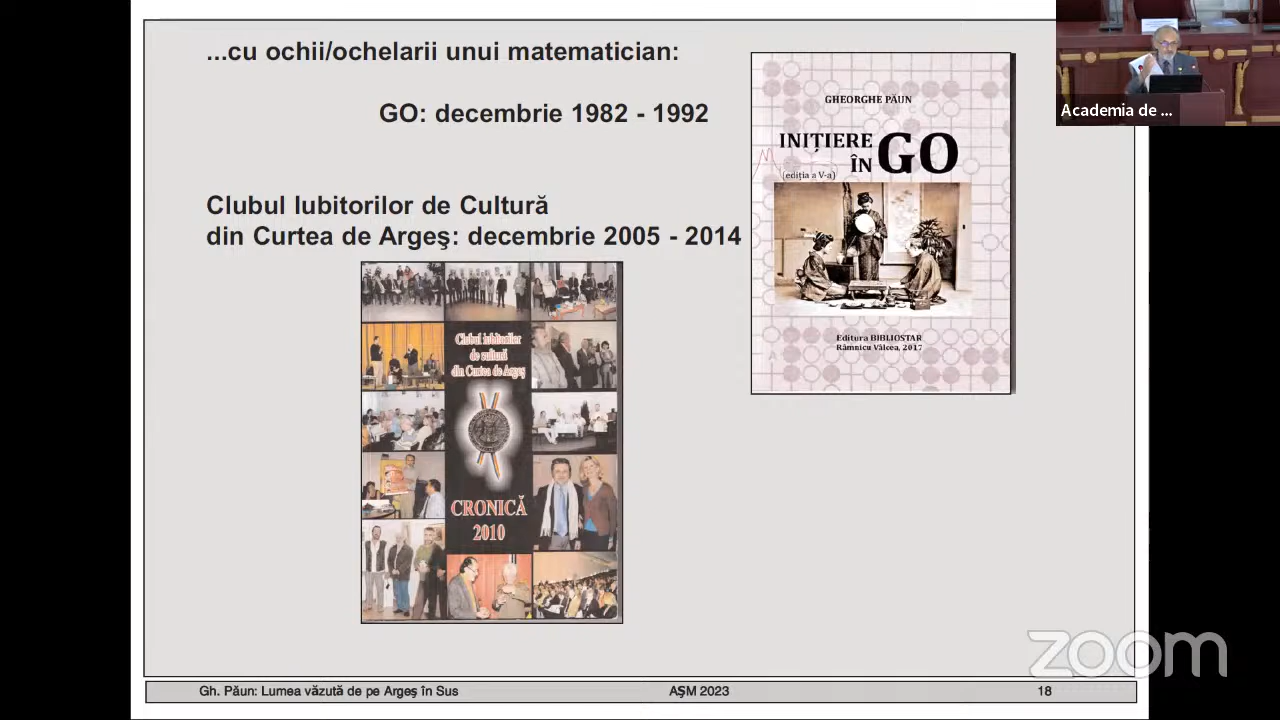 ...cu ochii/ochelarii unui matematician:
GO: decembrie 1982 - 1992
Clubul Iubitorilor de Cultură
din Curtea de Argeş: decembrie 2005 - 2014
GHEORGHE PĂUN
INIȚIERE
ÎN GO
(ediția a V-a)
Editura BIBLIOSTAR
Râmnicu Vâlcea, 2017
Clubul iubitorilor
de cultură
din Curtea de Argeş
CRONICĂ
2010
Academia de ...
zoom
Gh. Păun: Lumea văzută de pe Argeş în Sus
AŞM 2023
18